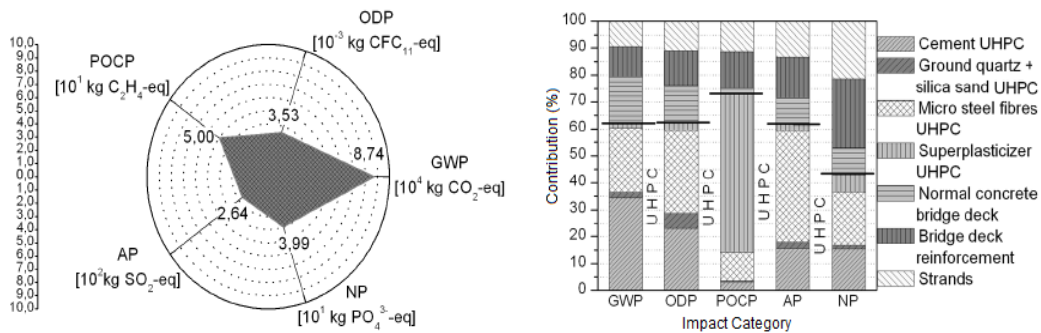 10,0
9,0
8,0
7,0
6,0
5,0
4,0
3,0
2,0
1,0
0,0
1,0
2,0
3,0
4,0
5,0
6,0
7,0
8,0
9,0
10,0
ODP
[10⁻³ kg CFC₁₁-eq]
POCP
[10¹ kg C₂H₄-eq]
3,53
5,00
8,74
GWP
[10⁴ kg CO₂-eq]
2,64
3,99
AP
[10²kg SO₂-eq]
NP
[10¹ kg PO₄³⁻-eq]
Contribution (%)
100
90
80
70
60
50
40
30
20
10
0
UHPC
UHPC
UHPC
UHPC
GWP ODP POCP AP NP
Impact Category
Cement UHPC
Ground quartz +
silica sand UHPC
Micro steel fibres
UHPC
Superplasticizer
UHPC
Normal concrete
bridge deck
Bridge deck
reinforcement
Strands